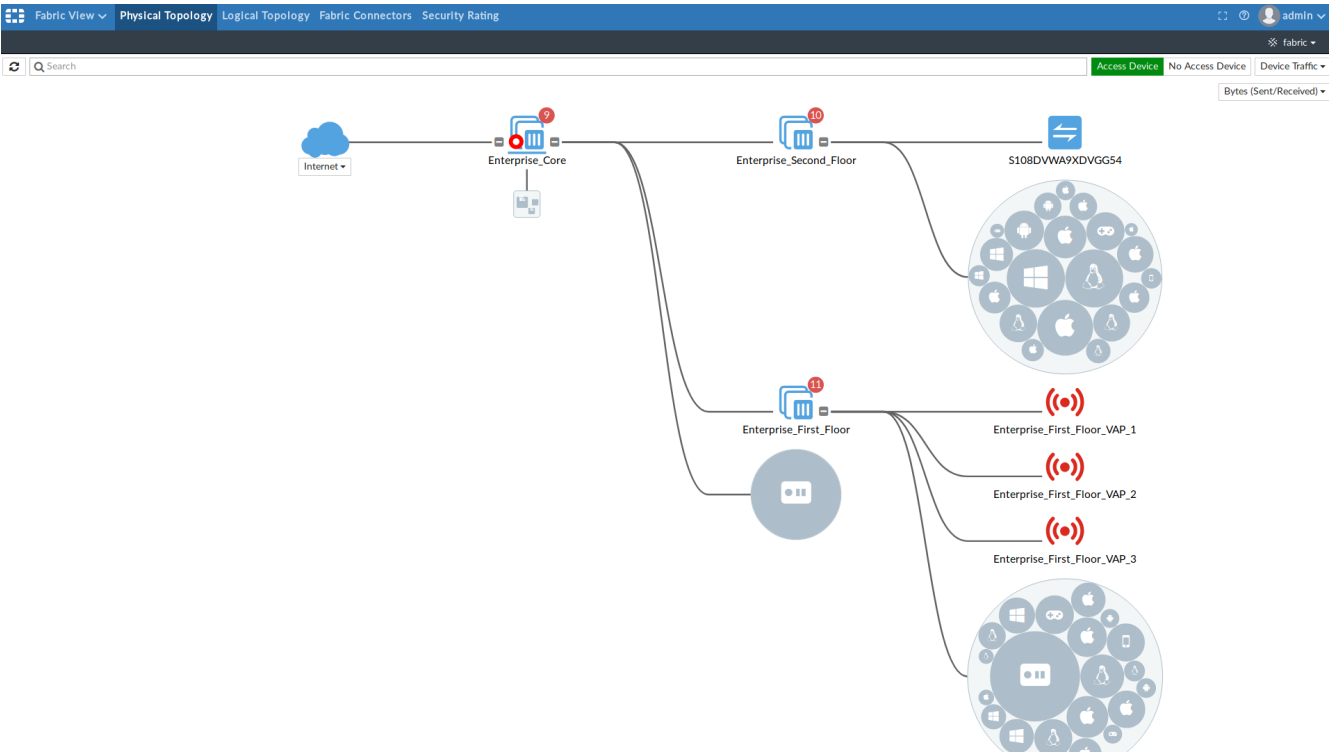 Fabric View Physical Topology Logical Topology Fabric Connectors Security Rating admin
fabric
Search Access Device No Access Device Device Traffic
Bytes (Sent/Received)
9
10
Internet
Enterprise_Core
Enterprise_Second_Floor
S108DVWA9XDVGG54
11
Enterprise_First_Floor
Enterprise_First_Floor_VAP_1
Enterprise_First_Floor_VAP_2
Enterprise_First_Floor_VAP_3